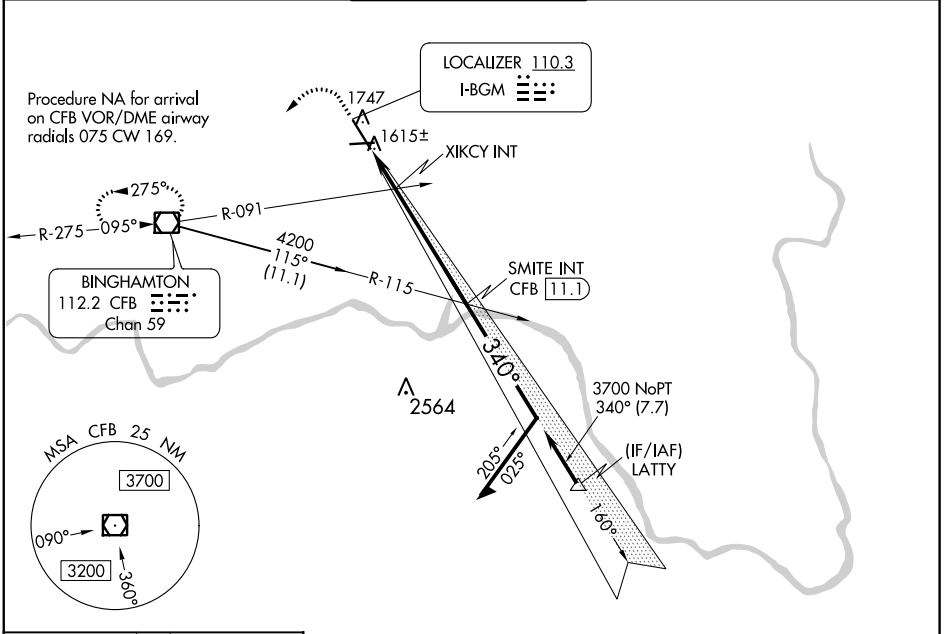 LOCALIZER 110.3
I-BGM
Procedure NA for arrival
on CFB VOR/DME airway
radials 075 CW 169.
1747
1615±
XIKCY INT
275°
R-091
R-275
095°
4200
115°
(11.1)
R-115
SMITE INT
CFB 11.1
BINGHAMTON
112.2 CFB
Chan 59
340°
2564
3700 NoPT
340° (7.7)
205°
025°
(IF/IAF)
LATTY
160°
MSA CFB 25 NM
3700
090°
3200
360°